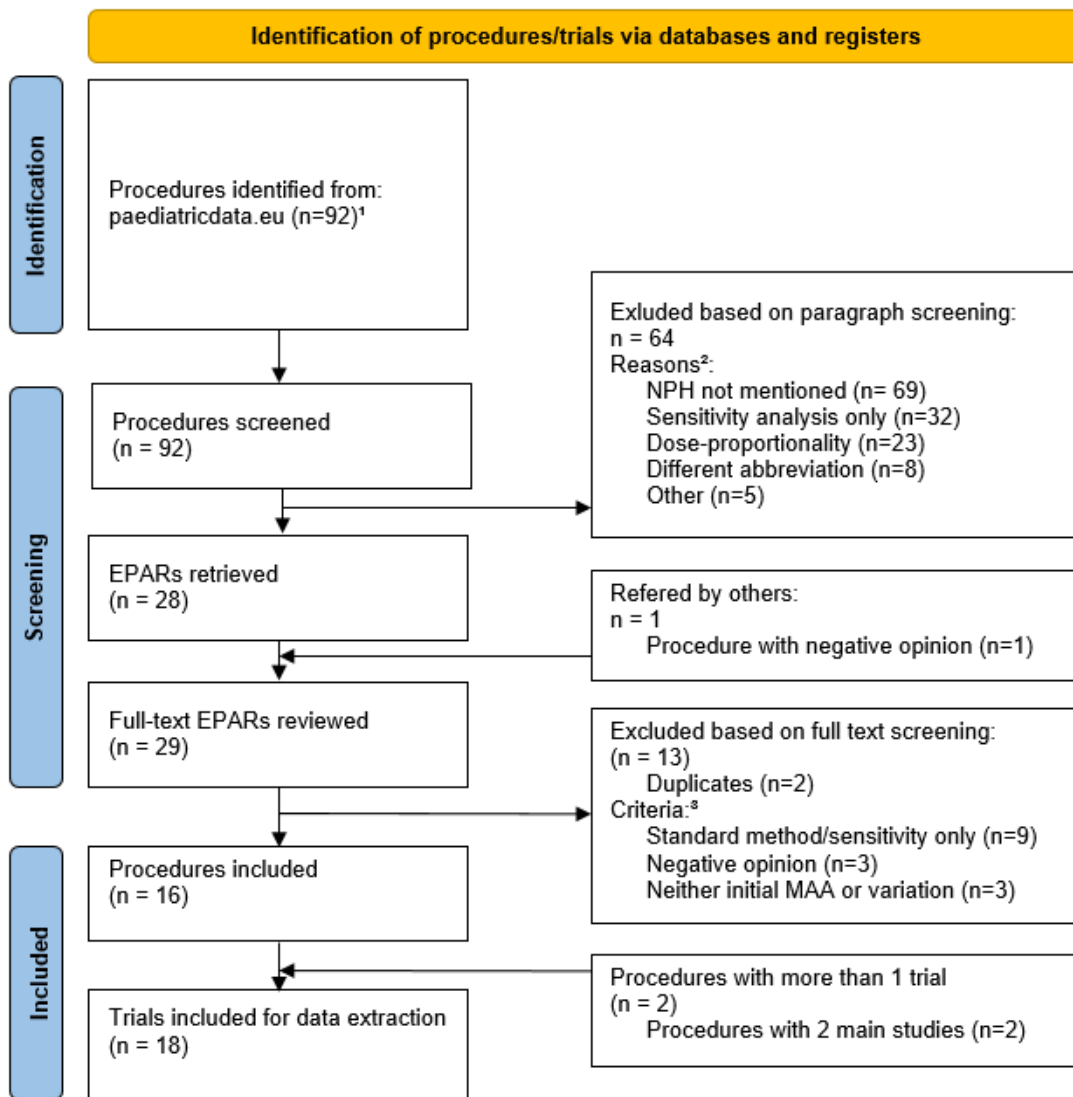 Identification of procedures/trials via databases and registers
Identification
Procedures identified from:
paediatricdata.eu (n=92)¹
Exluded based on paragraph screening:
n = 64
Reasons²:
NPH not mentioned (n= 69)
Sensitivity analysis only (n=32)
Dose-proportionality (n=23)
Different abbreviation (n=8)
Other (n=5)
Screening
Procedures screened
(n = 92)
EPARs retrieved
(n = 28)
Refered by others:
n = 1
Procedure with negative opinion (n=1)
Full-text EPARs reviewed
(n = 29)
Excluded based on full text screening:
(n = 13)
Duplicates (n=2)
Criteria:³
Standard method/sensitivity only (n=9)
Negative opinion (n=3)
Neither initial MAA or variation (n=3)
Included
Procedures included
(n = 16)
Procedures with more than 1 trial
(n = 2)
Procedures with 2 main studies (n=2)
Trials included for data extraction
(n = 18)